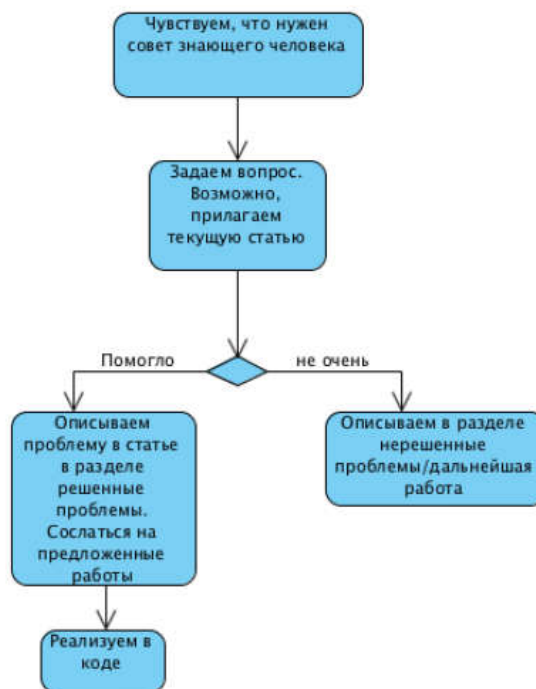 Чувствуем, что нужен
совет знающего человека
Задаем вопрос.
Возможно,
прилагаем
текущую статью
Помогло
не очень
Описываем
проблему в статье
в разделе
решенные
проблемы.
Сослаться на
предложенные
работы
Описываем в разделе
нерешенные
проблемы/дальнейшая
работа
Реализуем в
коде